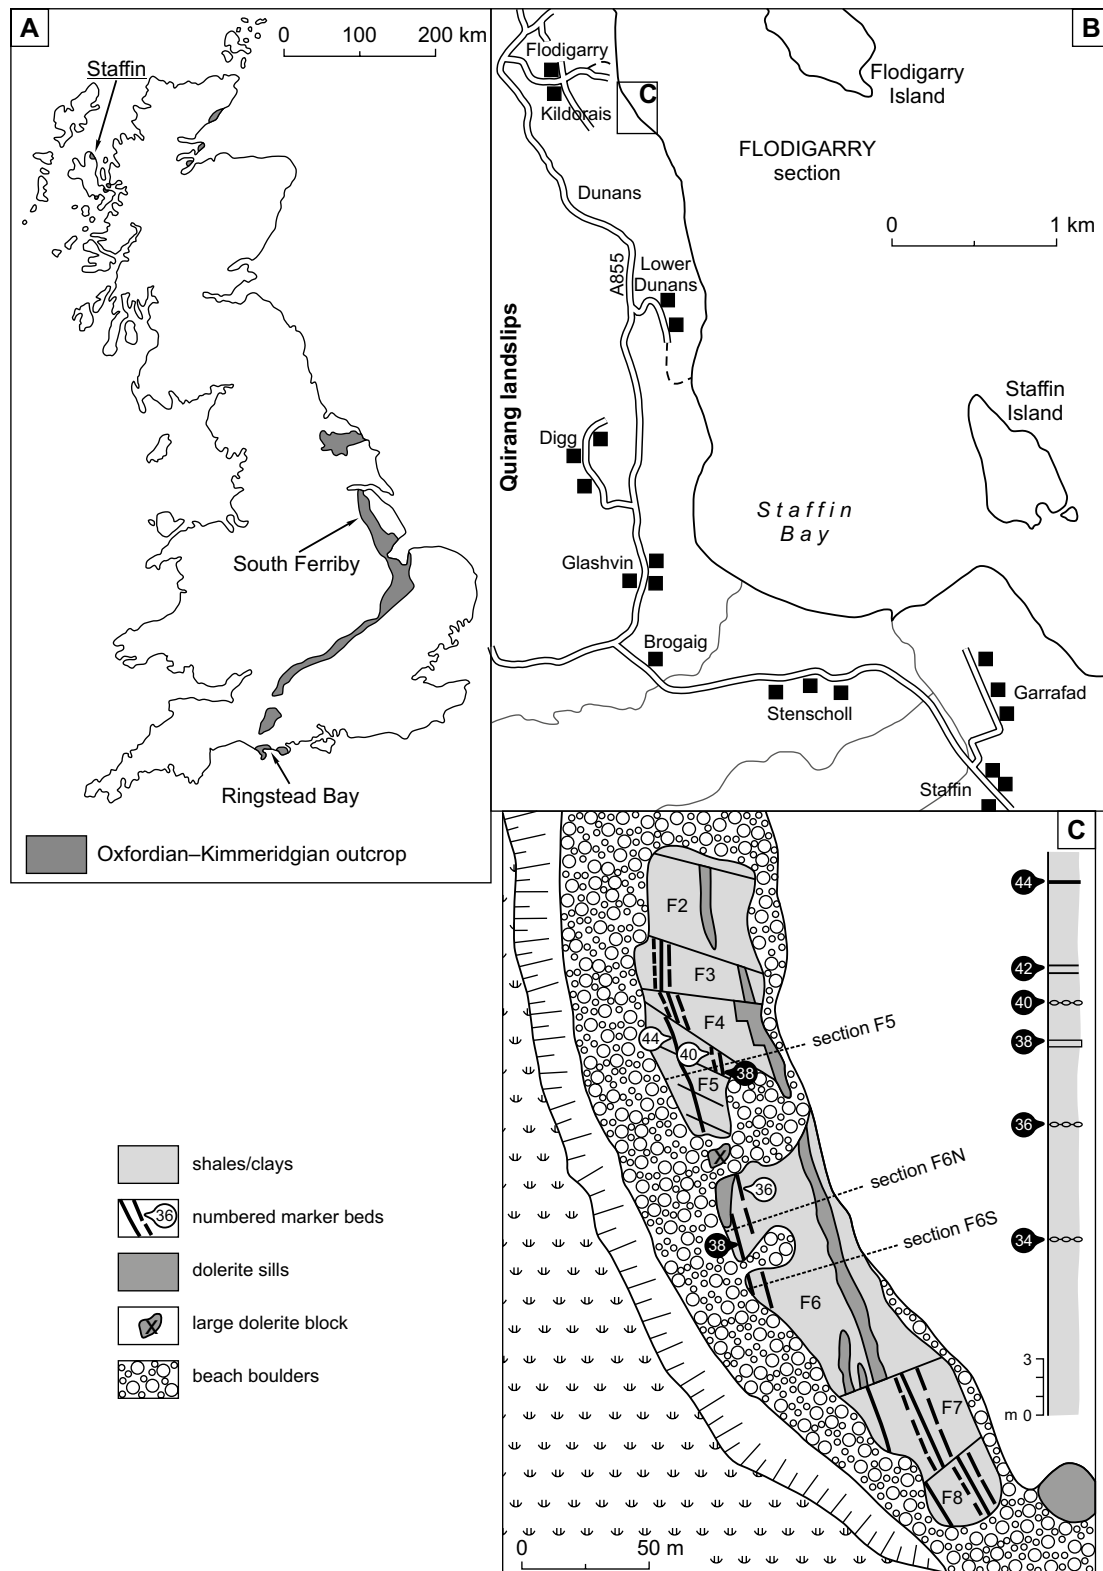 A
0 100 200 km
Staffin
South Ferriby
Ringstead Bay
Oxfordian–Kimmeridgian outcrop
B
Flodigarry
Kildorais
C
Flodigarry
Island
FLODIGARRY
section
Dunans
0 1 km
A855
Lower
Dunans
Quirang landslips
Staffin
Island
Digg
Staffin
Bay
Glashvin
Brogaig
Stenscholl
Garrafad
Staffin
C
F2
F3
F4
44
40
38
F5
section F5
x
36
section F6N
38
section F6S
F6
F7
F8
0 50 m
44
42
40
38
36
34
3
m 0
shales/clays
36
numbered marker beds
dolerite sills
x
large dolerite block
beach boulders